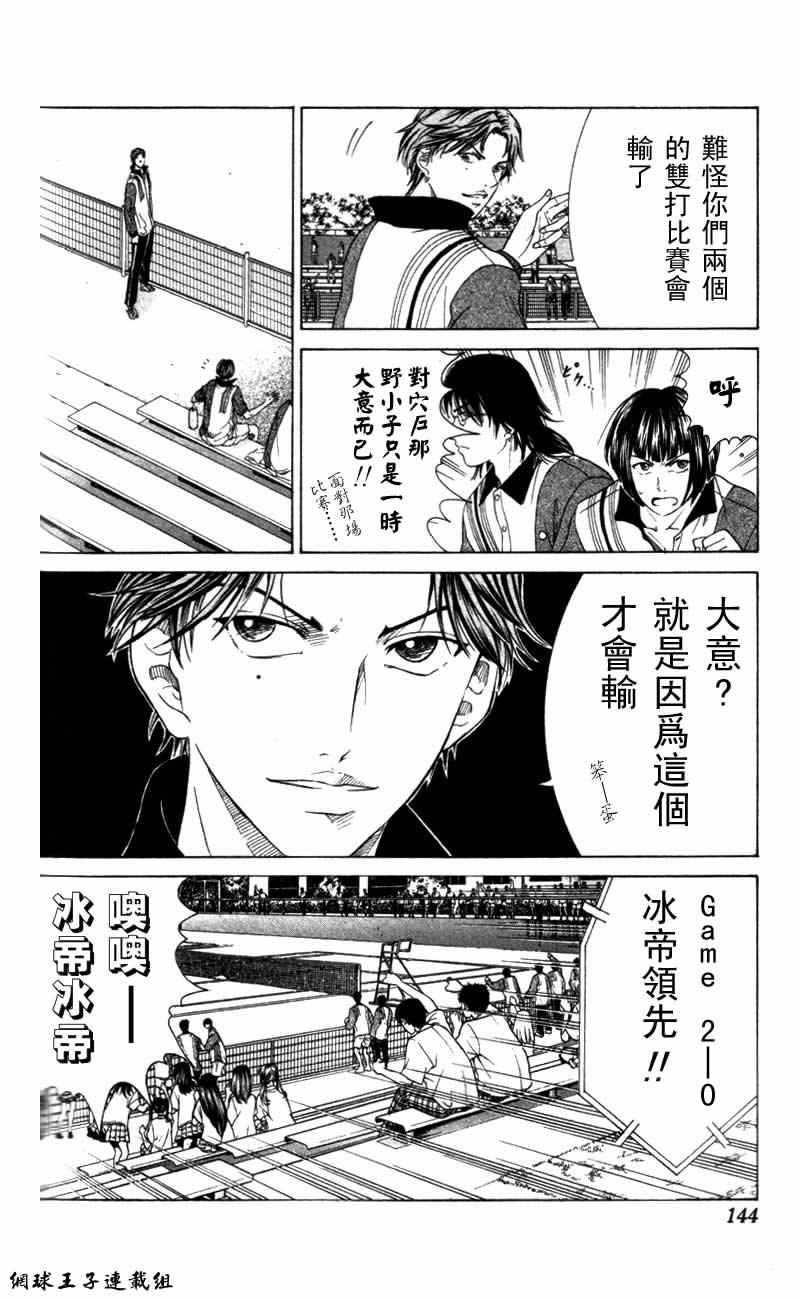 難怪你們兩個
的雙打比賽會
輸了
呼
ピク…
對穴戶那
野小子只是一時
大意而已!!
面對那場
比賽……
大意?
就是因爲這個
才會輸
笨—蛋
Game 2—0
冰帝領先!!
噢噢——
冰帝冰帝
144
網球王子連載組